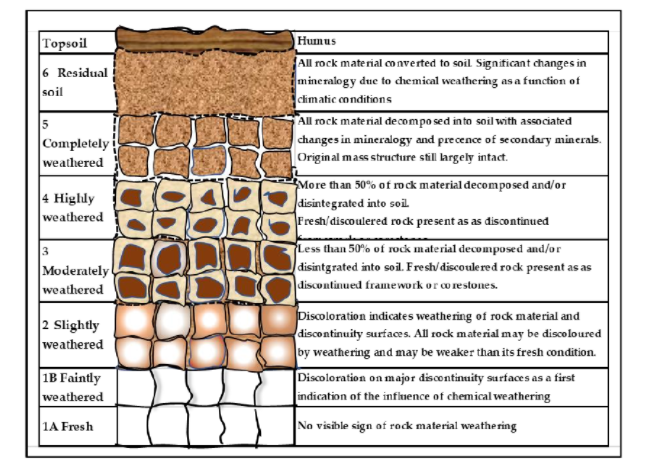 Topsoil
Humus
6 Residual
soil
All rock material converted to soil. Significant changes in
mineralogy due to chemical weathering as a function of
climatic conditions
5
Completely
weathered
All rock material decomposed into soil with associated
changes in mineralogy and precence of secondary minerals.
Original mass structure still largely intact.
4 Highly
weathered
More than 50% of rock material decomposed and/or
disintegrated into soil.
Fresh/discoulered rock present as as discontinued
3
Moderately
weathered
Less than 50% of rock material decomposed and/or
disintgrated into soil. Fresh/discoulered rock present as as
discontinued framework or corestones.
2 Slightly
weathered
Discoloration indicates weathering of rock material and
discontinuity surfaces. All rock material may be discoloured
by weathering and may be weaker than its fresh condition.
1B Faintly
weathered
Discoloration on major discontinuity surfaces as a first
indication of the influence of chemical weathering
1A Fresh
No visible sign of rock material weathering